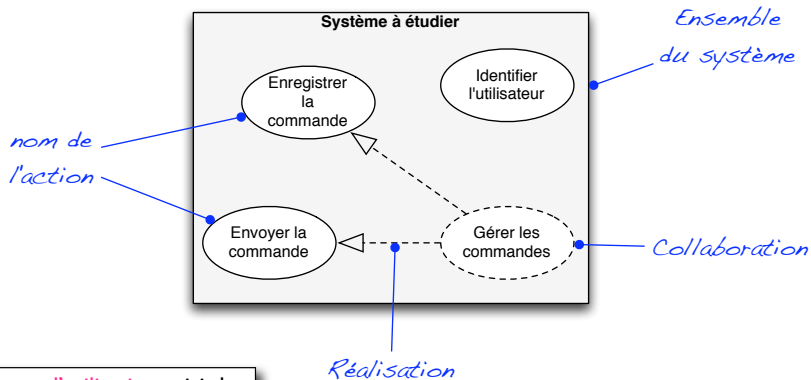 Système à étudier
Ensemble
du système
Enregistrer
la
commande
Identifier
l'utilisateur
nom de
l'action
Envoyer la
commande
Gérer les
commandes
Collaboration
Réalisation